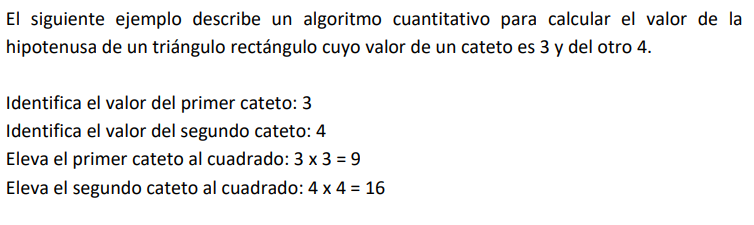 El siguiente ejemplo describe un algoritmo cuantitativo para calcular el valor de la
hipotenusa de un triángulo rectángulo cuyo valor de un cateto es 3 y del otro 4.
Identifica el valor del primer cateto: 3
Identifica el valor del segundo cateto: 4
Eleva el primer cateto al cuadrado: 3 x 3 = 9
Eleva el segundo cateto al cuadrado: 4 x 4 = 16